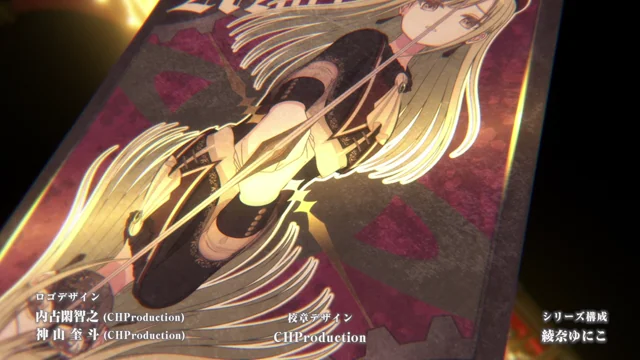 ロゴデザイン
内古閑智之(CHProduction)
神山奎斗(CHProduction)
校章デザイン
CHProduction
シリーズ構成
綾奈ゆにこ